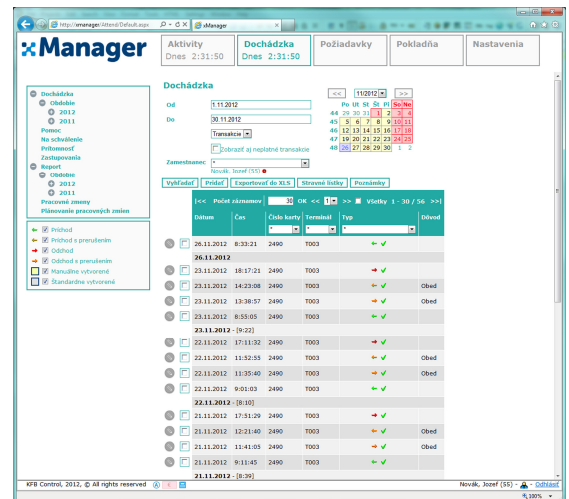 http://xmanager/Attend/Default.aspx
xManager
xManager
Aktivity
Dnes 2:31:50
Dochádzka
Dnes 2:31:50
Požiadavky
Pokladňa
Nastavenia
Dochádzka
Obdobie
2012
2011
Pomoc
Na schválenie
Prítomnosť
Zastupovania
Report
Obdobie
2012
2011
Pracovné zmeny
Plánovanie pracovných zmien
Príchod
Príchod s prerušením
Odchod
Odchod s prerušením
Manuálne vytvorené
Štandardne vytvorené
Dochádzka
Od 1.11.2012
Do 30.11.2012
Transakcie
Zobraziť aj neplatné transakcie
Zamestnanec *
Novák, Jozef (55)
<< 11/2012 >>
Po Ut St Št Pi So Ne
44 29 30 31 1 2 3 4
45 5 6 7 8 9 10 11
46 12 13 14 15 16 17 18
47 19 20 21 22 23 24 25
48 26 27 28 29 30 1 2
Vyhľadať Pridať Exportovať do XLS Stravné lístky Poznámky
|<< Počet záznamov 30 OK << 1 >> Všetky 1 - 30 / 56 >>|
Dátum Čas Číslo karty Terminál Typ Dôvod
* * *
26.11.2012 8:33:21 2490 T003
26.11.2012
23.11.2012 18:17:21 2490 T003
23.11.2012 14:23:08 2490 T003 Obed
23.11.2012 13:38:57 2490 T003 Obed
23.11.2012 8:55:05 2490 T003
23.11.2012 - [9:22]
22.11.2012 17:11:32 2490 T003
22.11.2012 11:52:55 2490 T003 Obed
22.11.2012 11:35:40 2490 T003 Obed
22.11.2012 9:01:03 2490 T003
22.11.2012 - [8:10]
21.11.2012 17:51:29 2490 T003
21.11.2012 12:21:40 2490 T003 Obed
21.11.2012 11:41:05 2490 T003 Obed
21.11.2012 9:11:45 2490 T003
21.11.2012 - [8:39]
KFB Control, 2012, © All rights reserved
Novák, Jozef (55) - Odhlásiť
100%